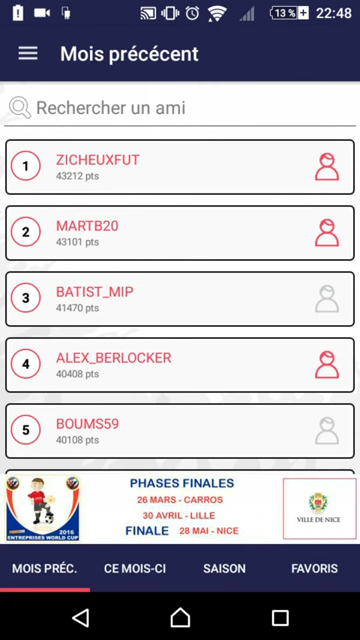 13 %
22:48
Mois précécent
Rechercher un ami
1
ZICHEUXFUT
43212 pts
2
MARTB20
43101 pts
3
BATIST_MIP
41470 pts
4
ALEX_BERLOCKER
40408 pts
5
BOUMS59
40108 pts
2016
ENTREPRISES WORLD CUP
PHASES FINALES
26 MARS - CARROS
30 AVRIL - LILLE
FINALE 28 MAI - NICE
VILLE DE NICE
MOIS PRÉC.
CE MOIS-CI
SAISON
FAVORIS